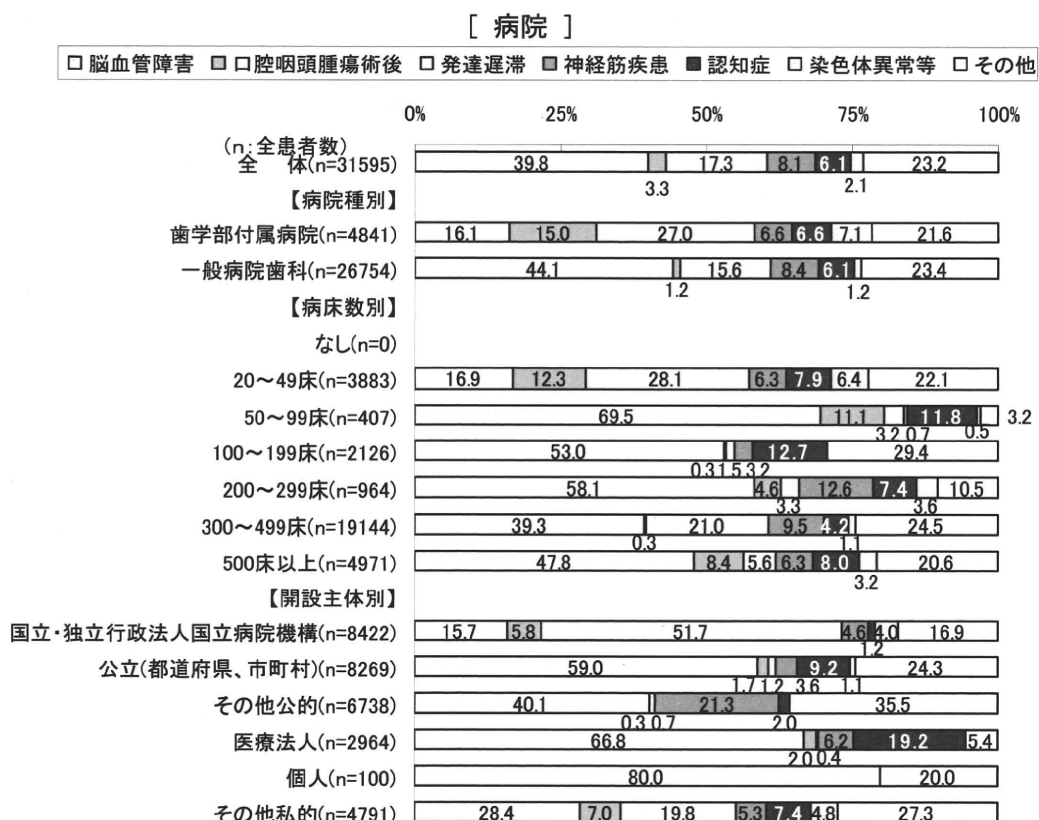 [ 病院 ]
□脳血管障害 □口腔咽頭腫瘍術後 □発達遅滞 ■神経筋疾患 ■認知症 □染色体異常等 □その他
0% 25% 50% 75% 100%
(n:全患者数)
全 体(n=31595) 39.8 17.3 8.1 6.1 23.2
3.3 2.1
【病院種別】
歯学部付属病院(n=4841) 16.1 15.0 27.0 6.6 6.6 7.1 21.6
一般病院歯科(n=26754) 44.1 15.6 8.4 6.1 23.4
1.2 1.2
【病床数別】
なし(n=0)
20～49床(n=3883) 16.9 12.3 28.1 6.3 7.9 6.4 22.1
50～99床(n=407) 69.5 11.1 11.8 3.2
3.2 0.7 0.5
100～199床(n=2126) 53.0 12.7 29.4
0.3 1.5 3.2
200～299床(n=964) 58.1 4.6 12.6 7.4 10.5
3.3 3.6
300～499床(n=19144) 39.3 21.0 9.5 4.2 24.5
0.3 1.1
500床以上(n=4971) 47.8 8.4 5.6 6.3 8.0 20.6
3.2
【開設主体別】
国立・独立行政法人国立病院機構(n=8422) 15.7 5.8 51.7 4.6 4.0 16.9
1.2
公立(都道府県、市町村)(n=8269) 59.0 9.2 24.3
1.7 1.2 3.6 1.1
その他公的(n=6738) 40.1 21.3 35.5
0.3 0.7 2.0
医療法人(n=2964) 66.8 6.2 19.2 5.4
2.0 0.4
個人(n=100) 80.0 20.0
その他私的(n=4791) 28.4 7.0 19.8 5.3 7.4 4.8 27.3